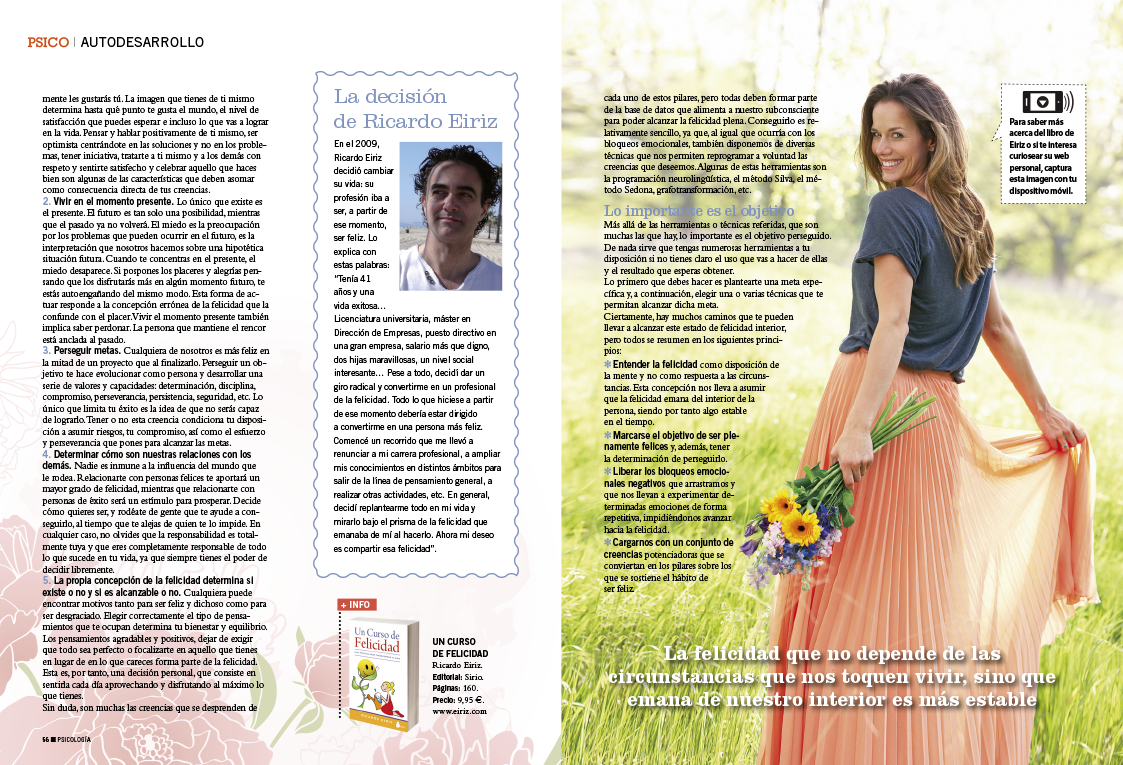 PSICO | AUTODESARROLLO
mente les gustarás tú. La imagen que tienes de ti mismo
determina hasta qué punto te gusta el mundo, el nivel de
satisfacción que puedes esperar e incluso lo que vas a lograr
en la vida. Pensar y hablar positivamente de ti mismo, ser
optimista centrándote en las soluciones y no en los proble-
mas, tener iniciativa, tratarte a ti mismo y a los demás con
respeto y sentirte satisfecho y celebrar aquello que haces
bien son algunas de las características que deben asomar
como consecuencia directa de tus creencias.
2. Vivir en el momento presente. Lo único que existe es
el presente. El futuro es tan solo una posibilidad, mientras
que el pasado ya no volverá. El miedo es la preocupación
por los problemas que pueden ocurrir en el futuro, es la
interpretación que nosotros hacemos sobre una hipotética
situación futura. Cuando te concentras en el presente, el
miedo desaparece. Si pospones los placeres y alegrías pen-
sando que los disfrutarás más en algún momento futuro, te
estás autoengañando del mismo modo. Esta forma de ac-
tuar responde a la concepción errónea de la felicidad que la
confunde con el placer. Vivir el momento presente también
implica saber perdonar. La persona que mantiene el rencor
está anclada al pasado.
3. Perseguir metas. Cualquiera de nosotros es más feliz en
la mitad de un proyecto que al finalizarlo. Perseguir un ob-
jetivo te hace evolucionar como persona y desarrollar una
serie de valores y capacidades: determinación, disciplina,
compromiso, perseverancia, persistencia, seguridad, etc. Lo
único que limita tu éxito es la idea de que no serás capaz
de lograrlo. Tener o no esta creencia condiciona tu disposi-
ción a asumir riesgos, tu compromiso, así como el esfuerzo
y perseverancia que pones para alcanzar las metas.
4. Determinar cómo son nuestras relaciones con los
demás. Nadie es inmune a la influencia del mundo que
le rodea. Relacionarte con personas felices te aportará un
mayor grado de felicidad, mientras que relacionarte con
personas de éxito será un estímulo para prosperar. Decide
cómo quieres ser, y rodéate de gente que te ayude a con-
seguirlo, al tiempo que te alejas de quien te lo impide. En
cualquier caso, no olvides que la responsabilidad es total-
mente tuya y que eres completamente responsable de todo
lo que sucede en tu vida, ya que siempre tienes el poder de
decidir libremente.
5. La propia concepción de la felicidad determina si
existe o no y si es alcanzable o no. Cualquiera puede
encontrar motivos tanto para ser feliz y dichoso como para
ser desgraciado. Elegir correctamente el tipo de pensa-
mientos que te ocupan determina tu bienestar y equilibrio.
Los pensamientos agradables y positivos, dejar de exigir
que todo sea perfecto o focalizarte en aquello que tienes
en lugar de en lo que careces forma parte de la felicidad.
Esta es, por tanto, una decisión personal, que consiste en
sentirla cada día aprovechando y disfrutando al máximo lo
que tienes.
Sin duda, son muchas las creencias que se desprenden de
56 PSICOLOGÍA
La decisión
de Ricardo Eiriz
En el 2009,
Ricardo Eiriz
decidió cambiar
su vida: su
profesión iba a
ser, a partir de
ese momento,
ser feliz. Lo
explica con
estas palabras:
"Tenía 41
años y una
vida exitosa...
Licenciatura universitaria, máster en
Dirección de Empresas, puesto directivo en
una gran empresa, salario más que digno,
dos hijas maravillosas, un nivel social
interesante... Pese a todo, decidí dar un
giro radical y convertirme en un profesional
de la felicidad. Todo lo que hiciese a partir
de ese momento debería estar dirigido
a convertirme en una persona más feliz.
Comencé un recorrido que me llevó a
renunciar a mi carrera profesional, a ampliar
mis conocimientos en distintos ámbitos para
salir de la línea de pensamiento general, a
realizar otras actividades, etc. En general,
decidí replantearme todo en mi vida y
mirarlo bajo el prisma de la felicidad que
emanaba de mí al hacerlo. Ahora mi deseo
es compartir esa felicidad".
+ INFO
Un Curso de
Felicidad
RICARDO EIRIZ
UN CURSO
DE FELICIDAD
Ricardo Eiriz.
Editorial: Sirio.
Páginas: 160.
Precio: 9,95 €.
www.eiriz.com
cada uno de estos pilares, pero todas deben formar parte
de la base de datos que alimenta a nuestro subconsciente
para poder alcanzar la felicidad plena. Conseguirlo es re-
lativamente sencillo, ya que, al igual que ocurría con los
bloqueos emocionales, también disponemos de diversas
técnicas que nos permiten reprogramar a voluntad las
creencias que deseemos. Algunas de estas herramientas son
la programación neurolingüística, el método Silva, el mé-
todo Sedona, grafotransformación, etc.
Lo importante es el objetivo
Más allá de las herramientas o técnicas referidas, que son
muchas las que hay, lo importante es el objetivo perseguido.
De nada sirve que tengas numerosas herramientas a tu
disposición si no tienes claro el uso que vas a hacer de ellas
y el resultado que esperas obtener.
Lo primero que debes hacer es plantearte una meta espe-
cífica y, a continuación, elegir una o varias técnicas que te
permitan alcanzar dicha meta.
Ciertamente, hay muchos caminos que te pueden
llevar a alcanzar este estado de felicidad interior,
pero todos se resumen en los siguientes princi-
pios:
* Entender la felicidad como disposición de
la mente y no como respuesta a las circuns-
tancias. Esta concepción nos lleva a asumir
que la felicidad emana del interior de la
persona, siendo por tanto algo estable
en el tiempo.
* Marcarse el objetivo de ser ple-
namente felices y, además, tener
la determinación de perseguirlo.
* Liberar los bloqueos emocio-
nales negativos que arrastramos y
que nos llevan a experimentar de-
terminadas emociones de forma
repetitiva, impidiéndonos avanzar
hacia la felicidad.
* Cargarnos con un conjunto de
creencias potenciadoras que se
conviertan en los pilares sobre los
que se sostiene el hábito de
ser feliz.
Para saber más
acerca del libro de
Eiriz o si te interesa
curiosear su web
personal, captura
esta imagen con tu
dispositivo móvil.
La felicidad que no depende de las
circunstancias que nos toquen vivir, sino que
emana de nuestro interior es más estable